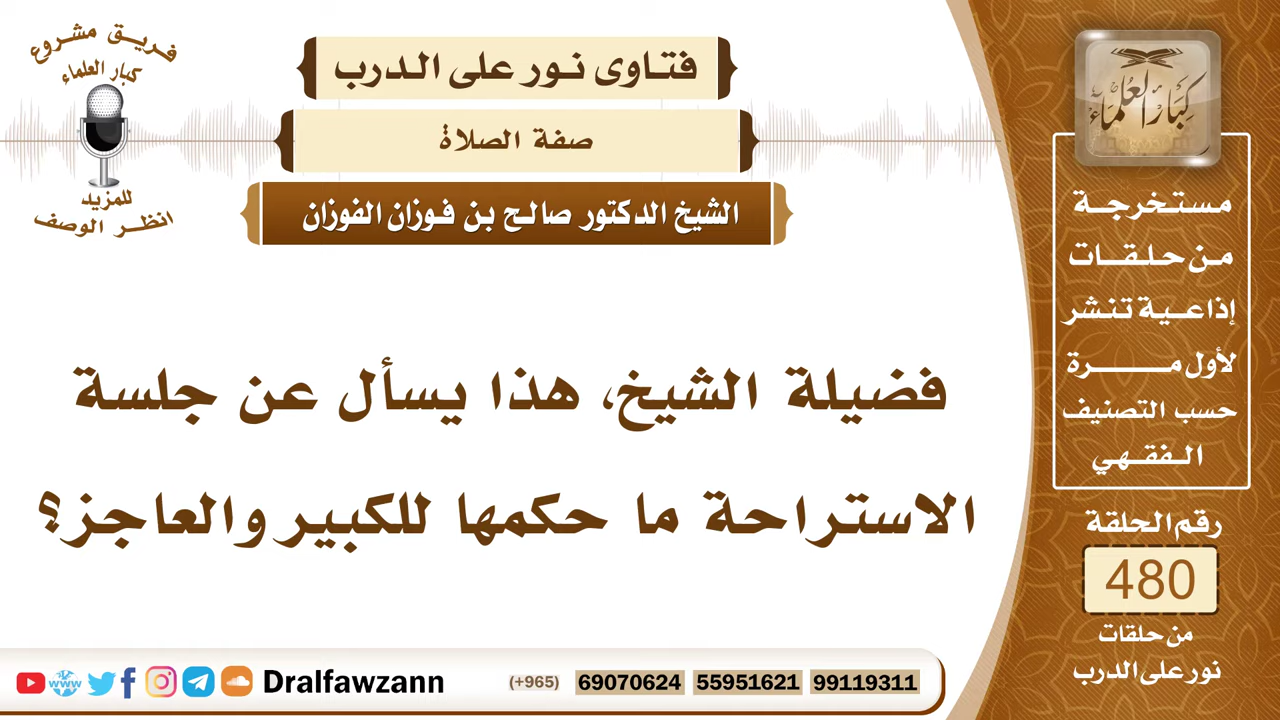 فريق مشروع
كبار العلماء
للمزيد
انظر الوصف
فتاوى نور على الدرب
صفة الصلاة
الشيخ الدكتور صالح بن فوزان الفوزان
فضيلة الشيخ، هذا يسأل عن جلسة
الاستراحة ما حكمها للكبير والعاجز؟
كبار العلماء
مستخرجة
من حلقات
إذاعية تنشر
لأول مرة
حسب التصنيف
الفقهي
رقم الحلقة
480
من حلقات
نور على الدرب
www Dralfawzann (+965) 69070624 55951621 99119311